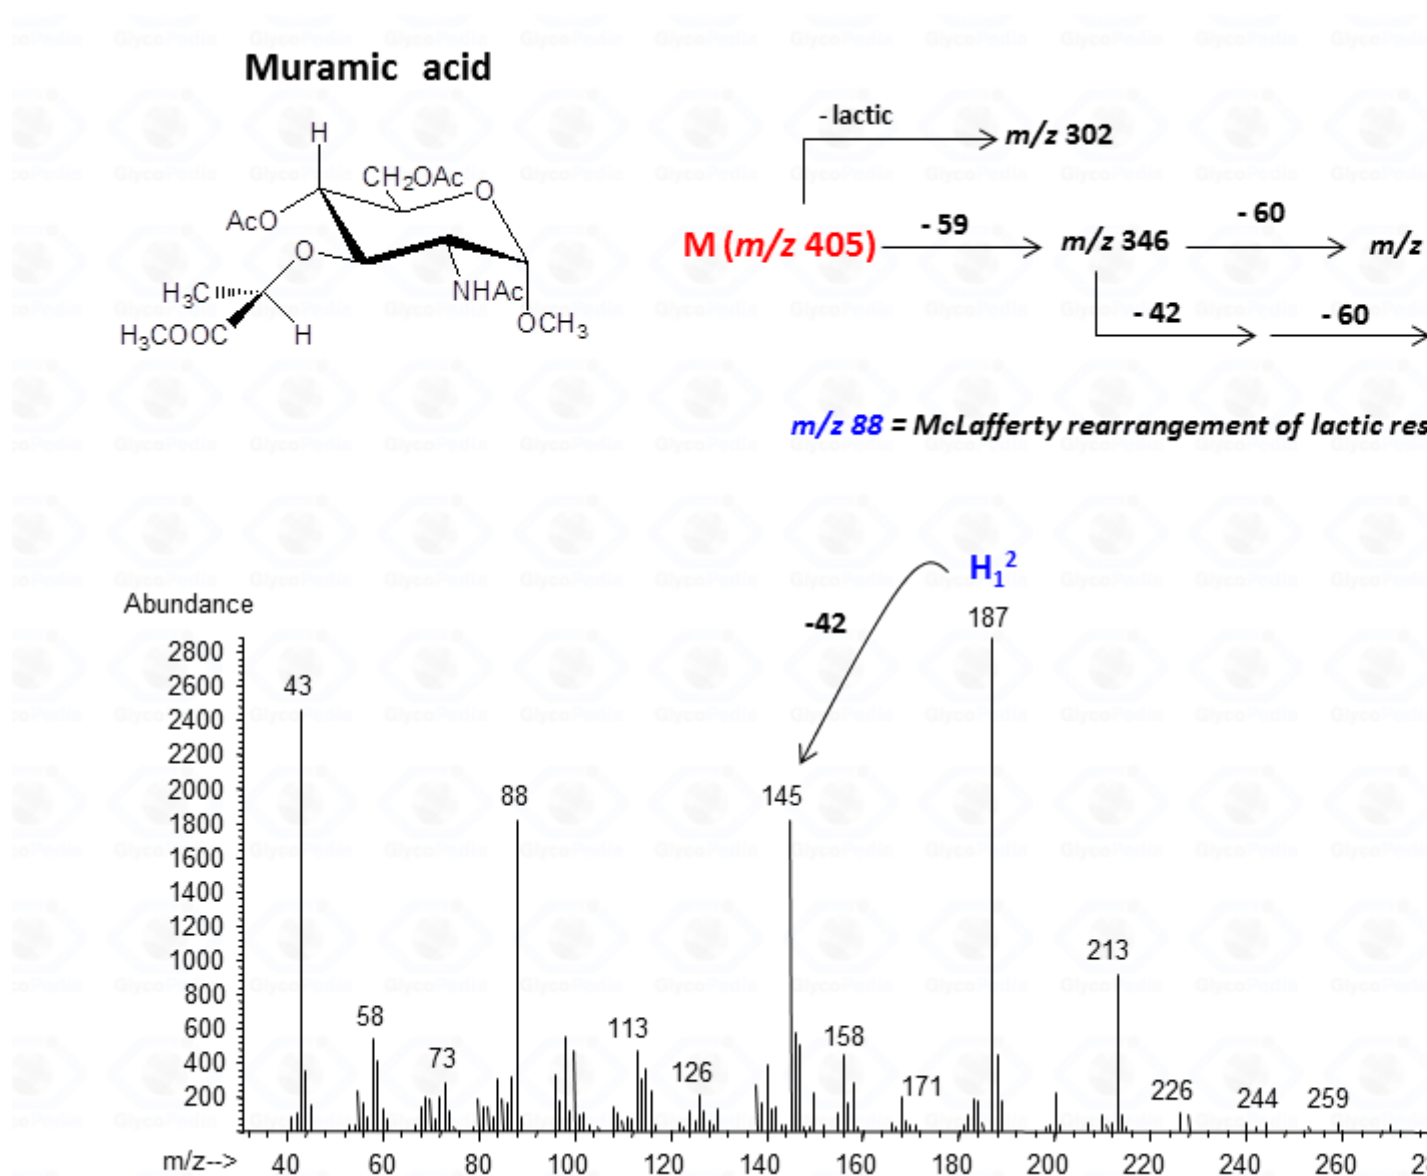 Muramic acid
H
CH2OAc
O
AcO
O
H3C
NHAc
H3COOC
H
OCH3
- lactic
m/z 302
M (m/z 405)
- 59
m/z 346
- 60
m/z
- 42
- 60
m/z 88 = McLafferty rearrangement of lactic res
H1²
-42
Abundance
2800
2600
2400
2200
2000
1800
1600
1400
1200
1000
800
600
400
200
43
58
73
88
113
126
145
158
171
187
213
226
244
259
m/z-->
40 60 80 100 120 140 160 180 200 220 240 260
GlycoPedia